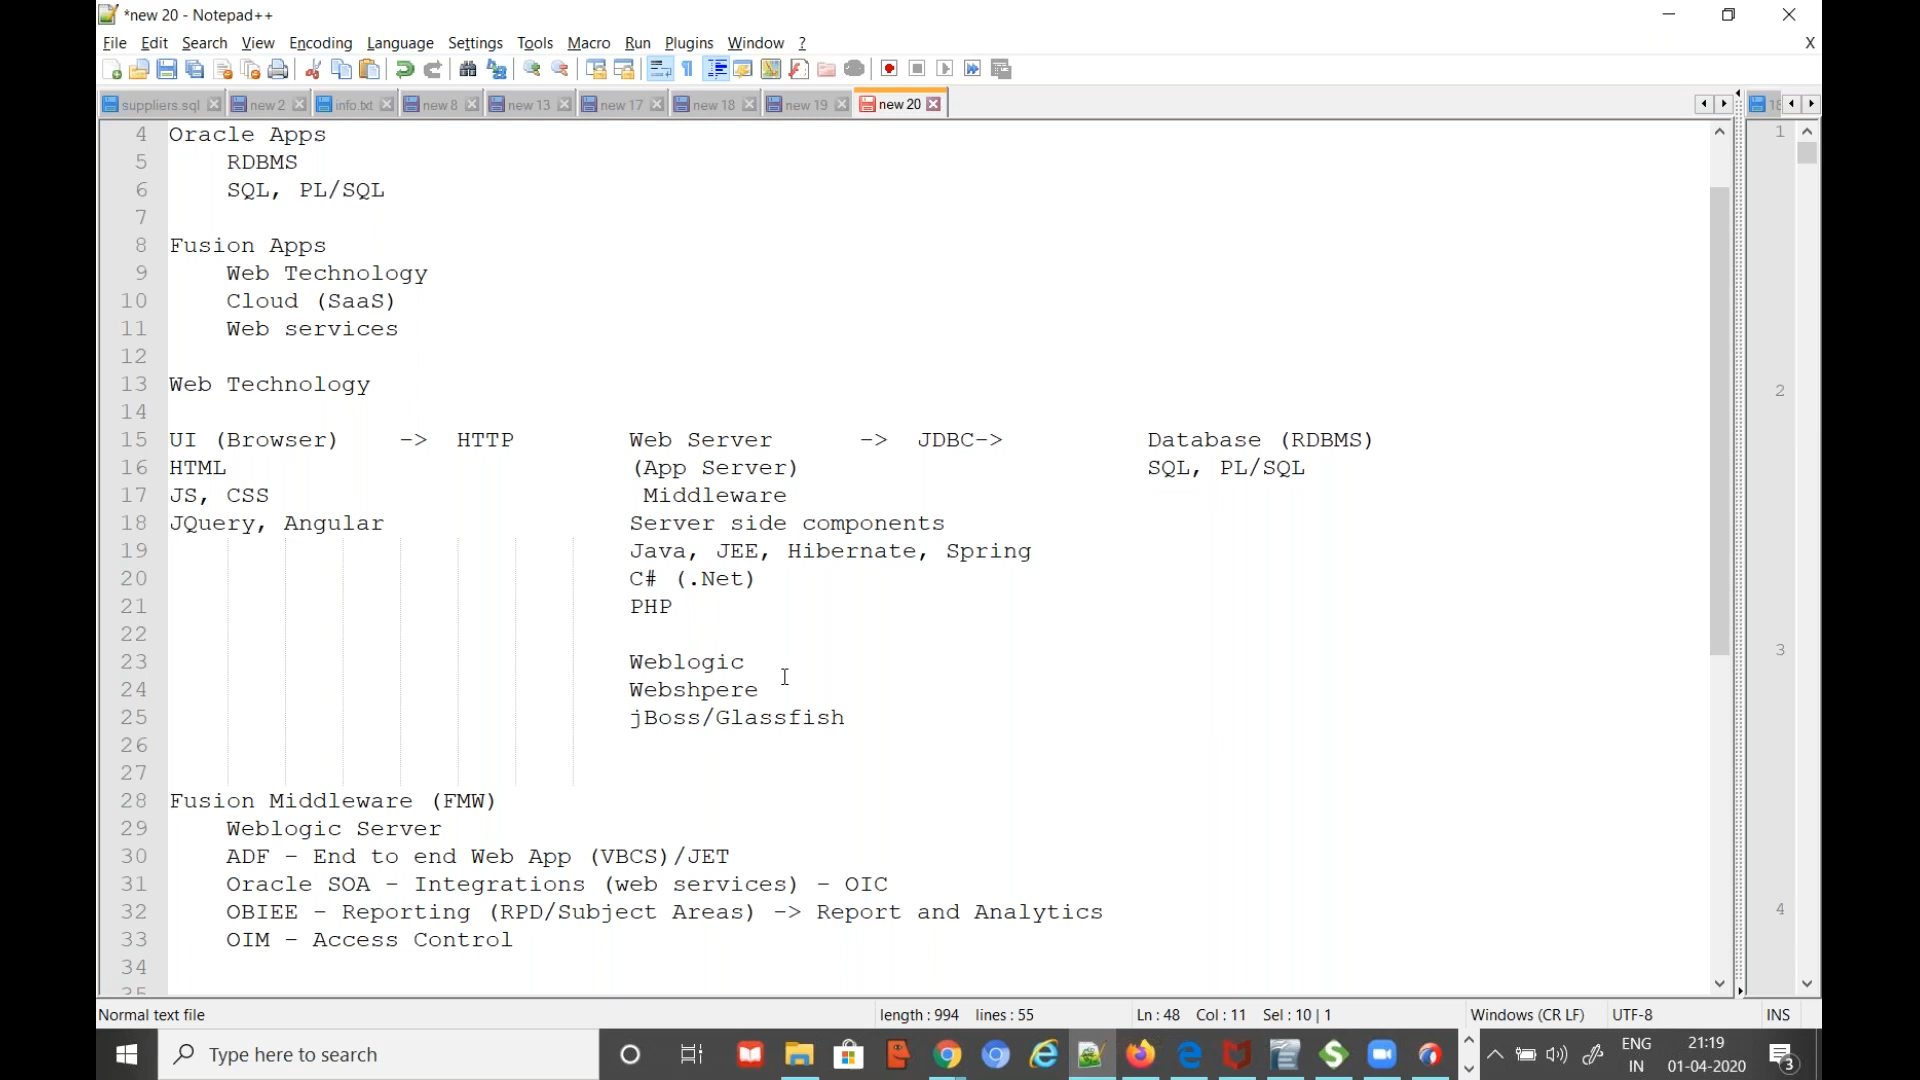 *new 20 - Notepad++
File Edit Search View Encoding Language Settings Tools Macro Run Plugins Window ? X
suppliers.sql new 2 info.txt new 8 new 13 new 17 new 18 new 19 new 20
4 Oracle Apps
5 RDBMS
6 SQL, PL/SQL
7
8 Fusion Apps
9 Web Technology
10 Cloud (SaaS)
11 Web services
12
13 Web Technology
14
15 UI (Browser) -> HTTP Web Server -> JDBC-> Database (RDBMS)
16 HTML (App Server) SQL, PL/SQL
17 JS, CSS Middleware
18 JQuery, Angular Server side components
19 Java, JEE, Hibernate, Spring
20 C# (.Net)
21 PHP
22
23 Weblogic
24 Webshpere
25 jBoss/Glassfish
26
27
28 Fusion Middleware (FMW)
29 Weblogic Server
30 ADF - End to end Web App (VBCS)/JET
31 Oracle SOA - Integrations (web services) - OIC
32 OBIEE - Reporting (RPD/Subject Areas) -> Report and Analytics
33 OIM - Access Control
34
35
1
2
3
4
Normal text file length : 994 lines : 55 Ln : 48 Col : 11 Sel : 10 | 1 Windows (CR LF) UTF-8 INS
Type here to search
ENG 21:19
IN 01-04-2020 3